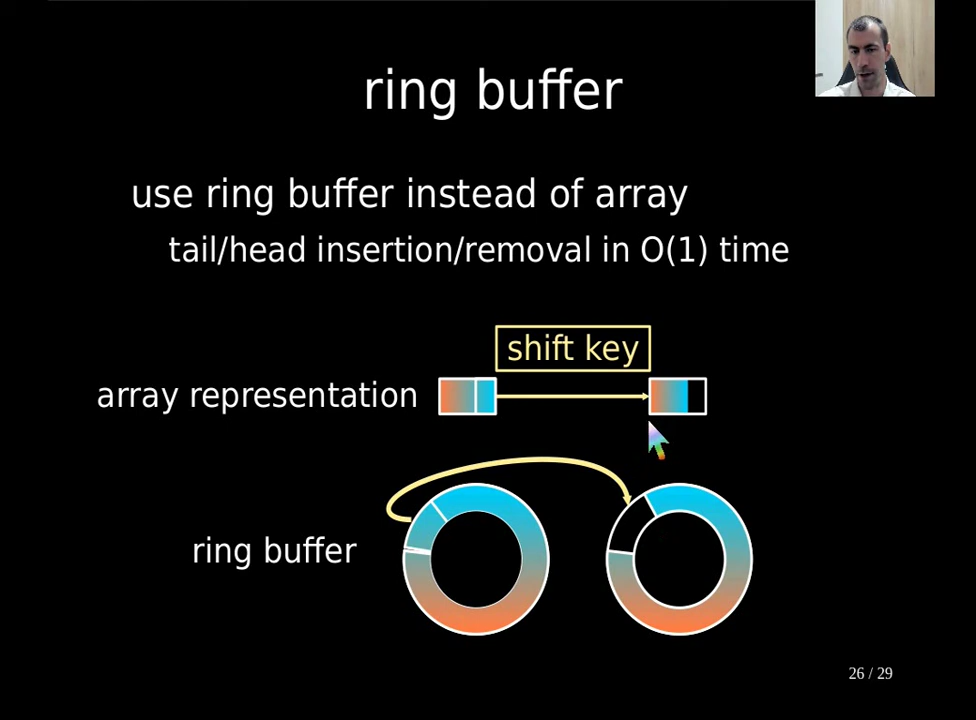 ring buffer
use ring buffer instead of array
tail/head insertion/removal in O(1) time
shift key
array representation
ring buffer
26 / 29